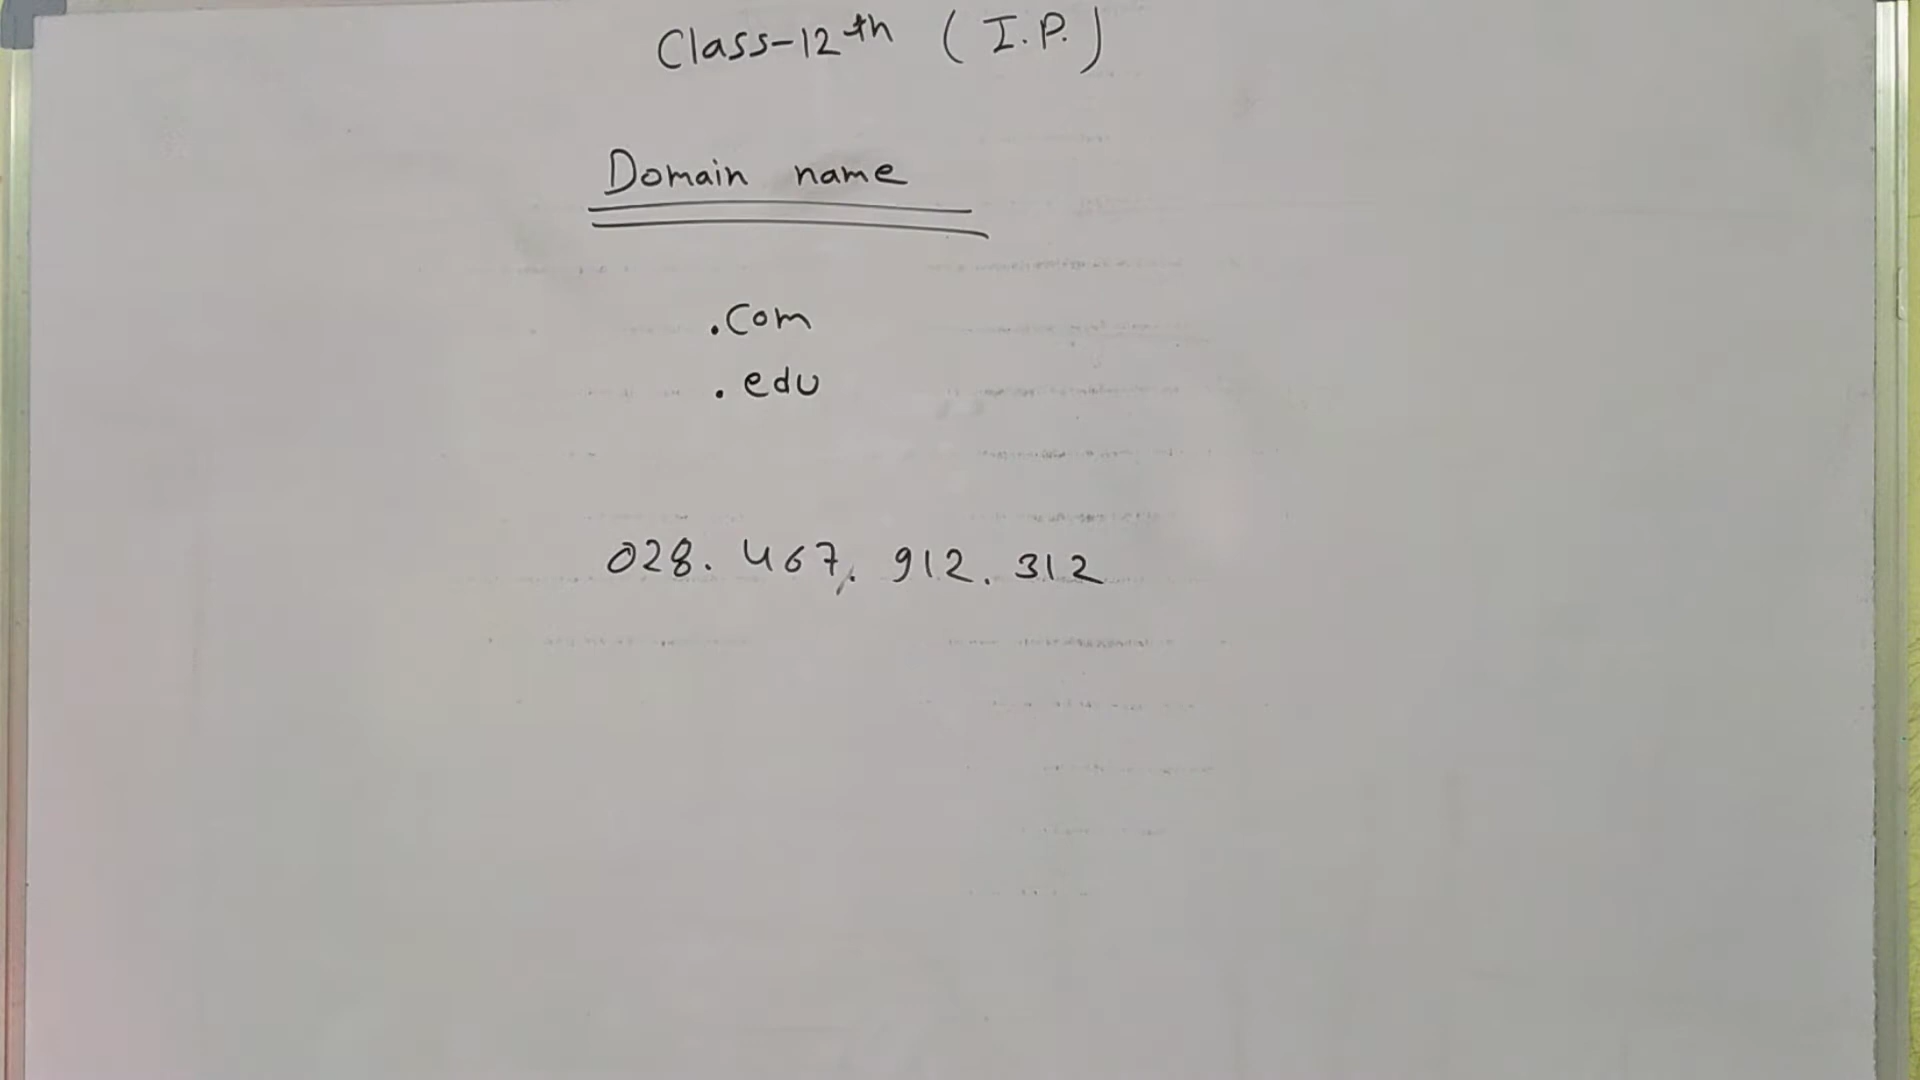 Class-12th (I.P.)
Domain name
.Com
.edu
028. 467. 912. 312